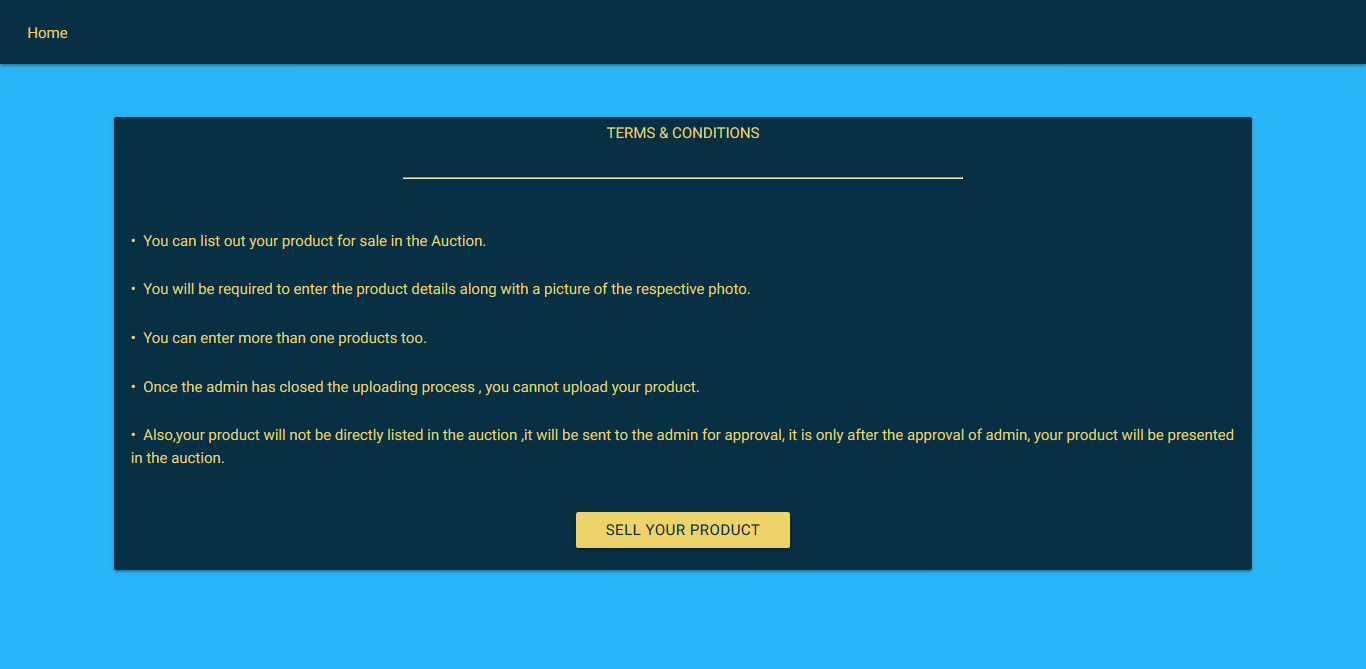 Home
TERMS & CONDITIONS
• You can list out your product for sale in the Auction.
• You will be required to enter the product details along with a picture of the respective photo.
• You can enter more than one products too.
• Once the admin has closed the uploading process , you cannot upload your product.
• Also,your product will not be directly listed in the auction ,it will be sent to the admin for approval, it is only after the approval of admin, your product will be presented
in the auction.
SELL YOUR PRODUCT